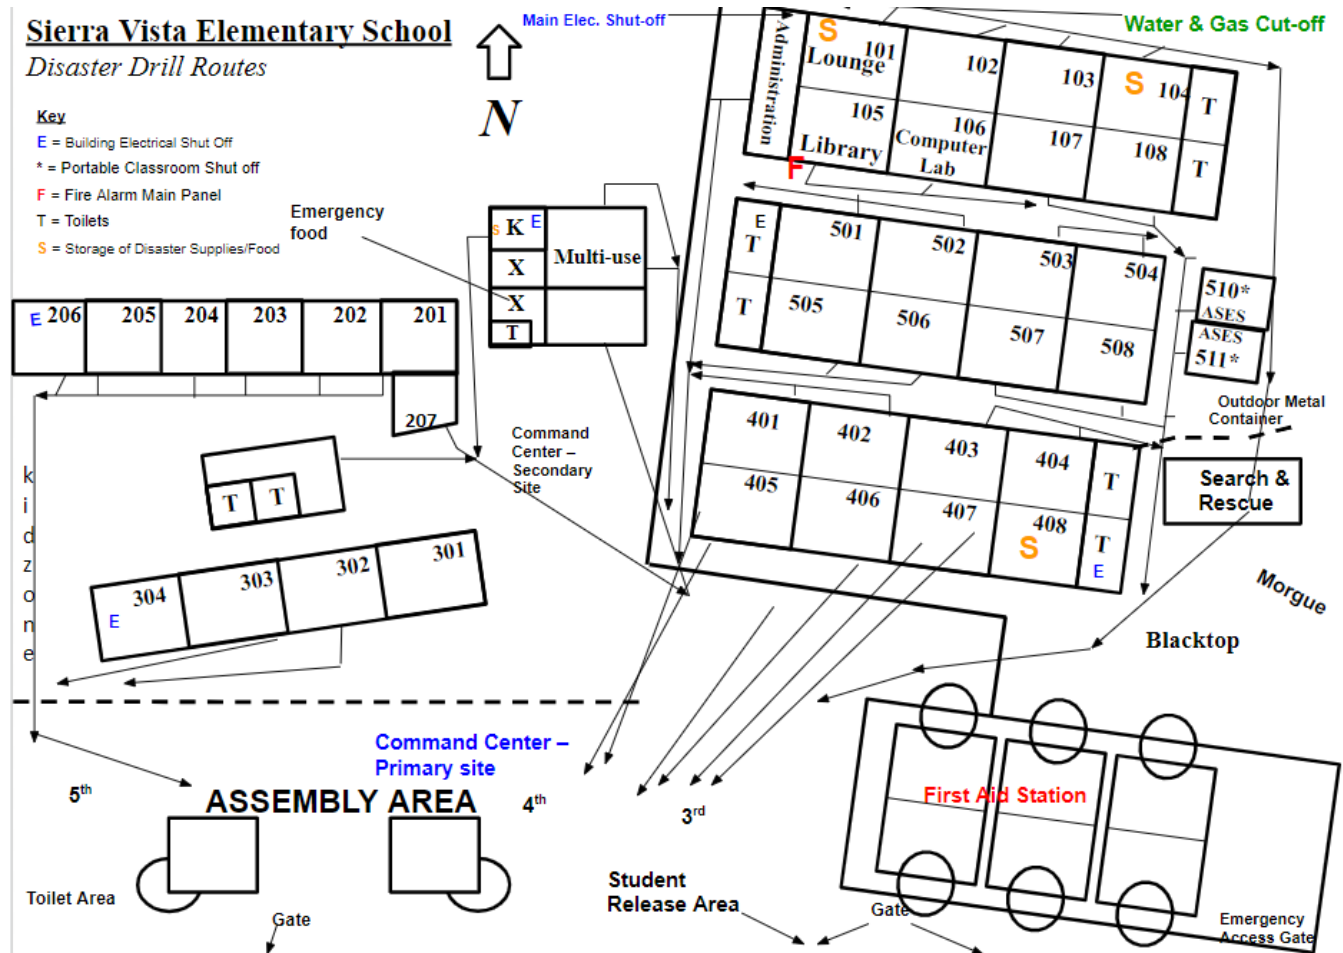 Sierra Vista Elementary School
Disaster Drill Routes
N
Main Elec. Shut-off
Water & Gas Cut-off
Key
E = Building Electrical Shut Off
* = Portable Classroom Shut off
F = Fire Alarm Main Panel
T = Toilets
S = Storage of Disaster Supplies/Food
Administration
S
101
Lounge
102
103
S
104
T
105
Library
106
Computer
Lab
107
108
T
F
Emergency
food
S
K
E
Multi-use
X
X
T
E
T
501
502
503
504
T
505
506
507
508
510*
ASES
ASES
511*
E
206
205
204
203
202
201
207
Outdoor Metal
Container
401
402
403
404
T
405
406
407
408
S
T
E
Command
Center –
Secondary
Site
Search &
Rescue
Morgue
Blacktop
kidzone
T
T
301
302
303
304
E
Command Center –
Primary site
5th
ASSEMBLY AREA
4th
3rd
First Aid Station
Toilet Area
Gate
Student
Release Area
Gate
Emergency
Access Gate